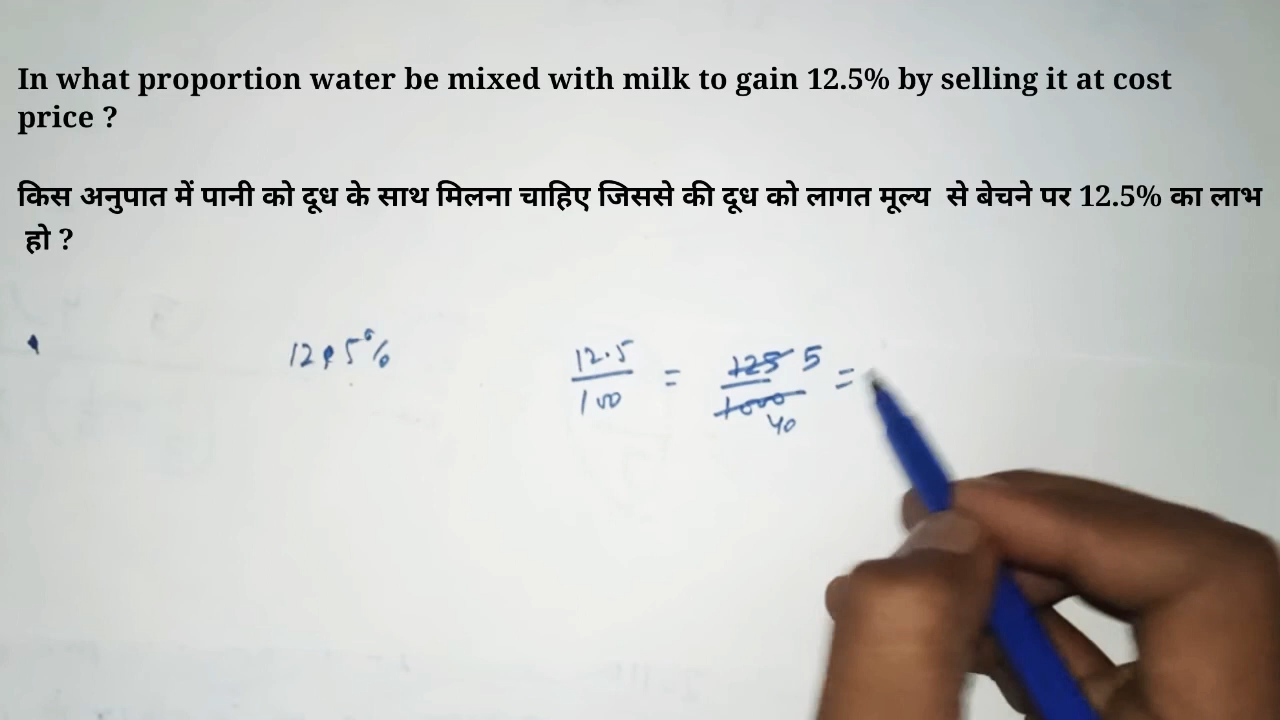 In what proportion water be mixed with milk to gain 12.5% by selling it at cost
price ?
किस अनुपात में पानी को दूध के साथ मिलना चाहिए जिससे की दूध को लागत मूल्य से बेचने पर 12.5% का लाभ
हो ?
12.5% 12.5/100 = 125/1000 5/40 =